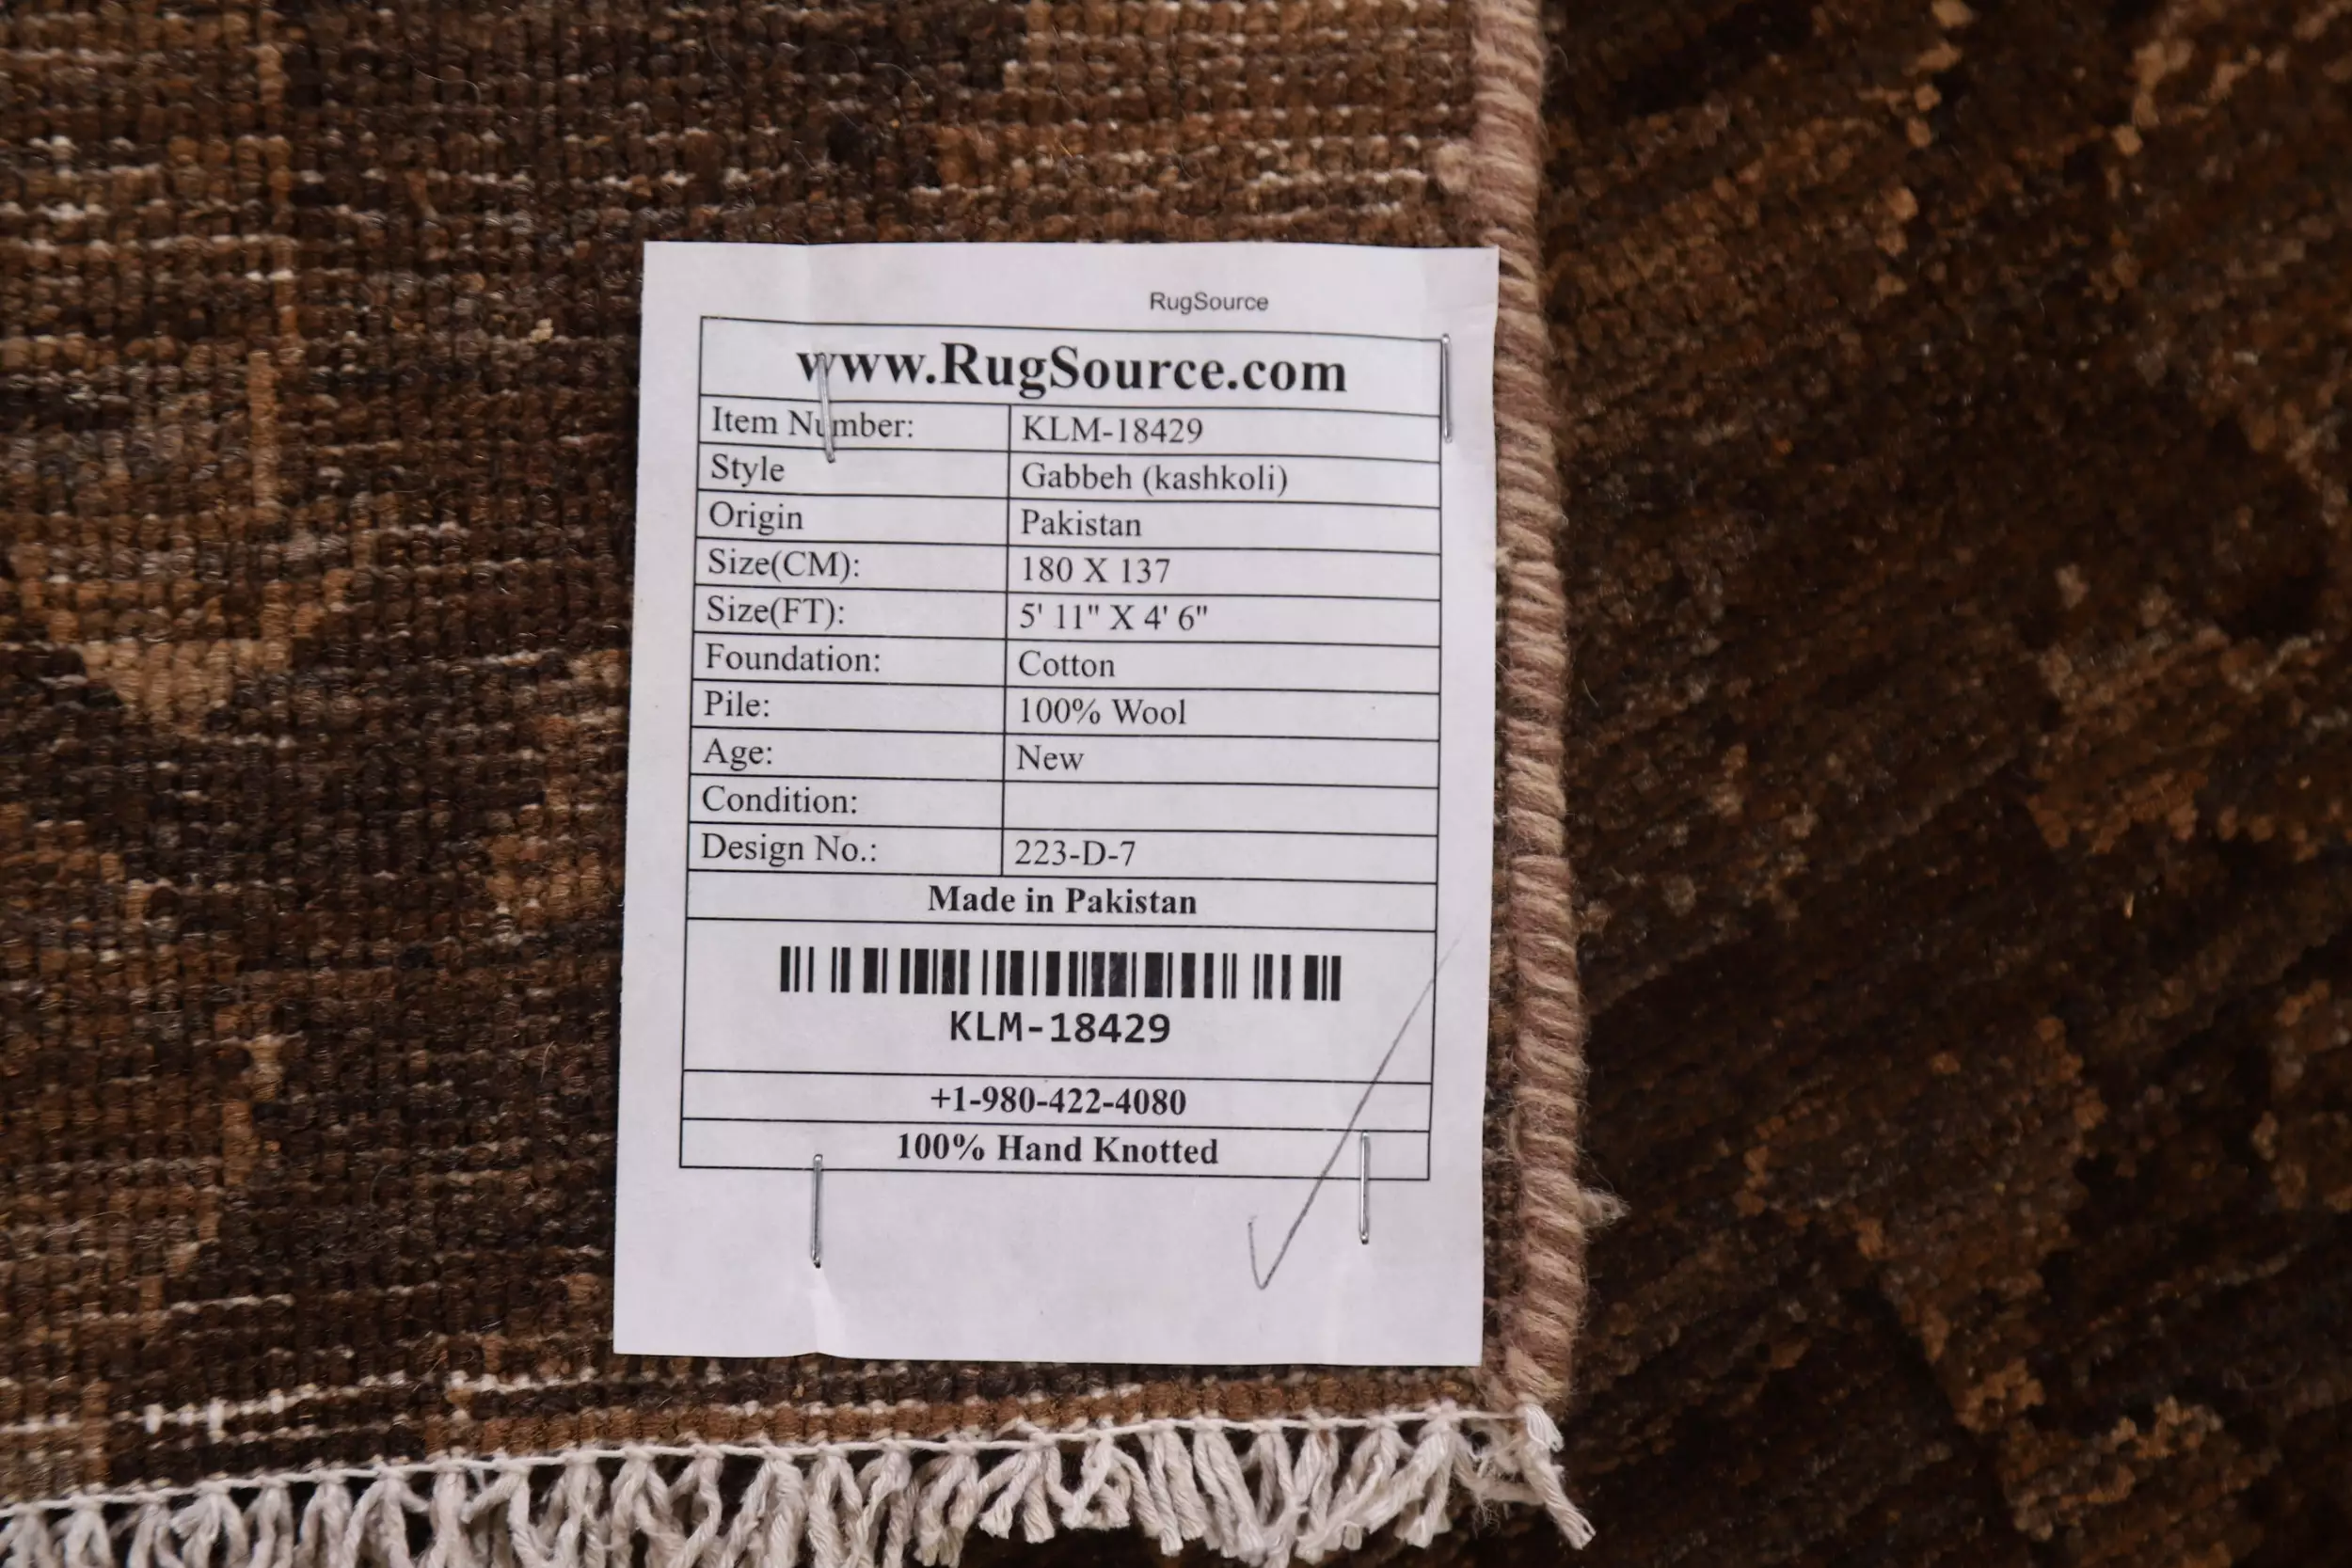 RugSource
www.RugSource.com
Item Number: KLM-18429
Style Gabbeh (kashkoli)
Origin Pakistan
Size(CM): 180 X 137
Size(FT): 5' 11" X 4' 6"
Foundation: Cotton
Pile: 100% Wool
Age: New
Condition:
Design No.: 223-D-7
Made in Pakistan
KLM-18429
+1-980-422-4080
100% Hand Knotted